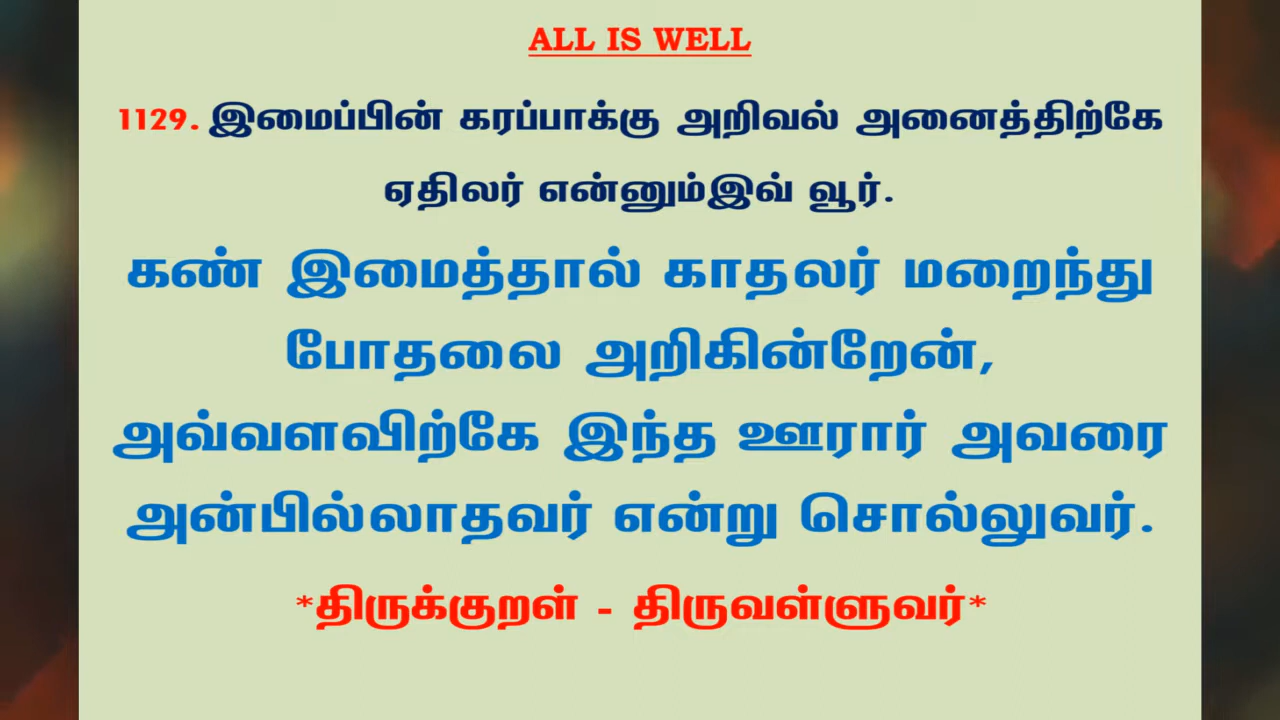 ALL IS WELL
1129. இமைப்பின் கரப்பாக்கு அறிவல் அனைத்திற்கே
ஏதிலர் என்னும்இவ் வூர்.
கண் இமைத்தால் காதலர் மறைந்து
போதலை அறிகின்றேன்,
அவ்வளவிற்கே இந்த ஊரார் அவரை
அன்பில்லாதவர் என்று சொல்லுவர்.
*திருக்குறள் - திருவள்ளுவர்*